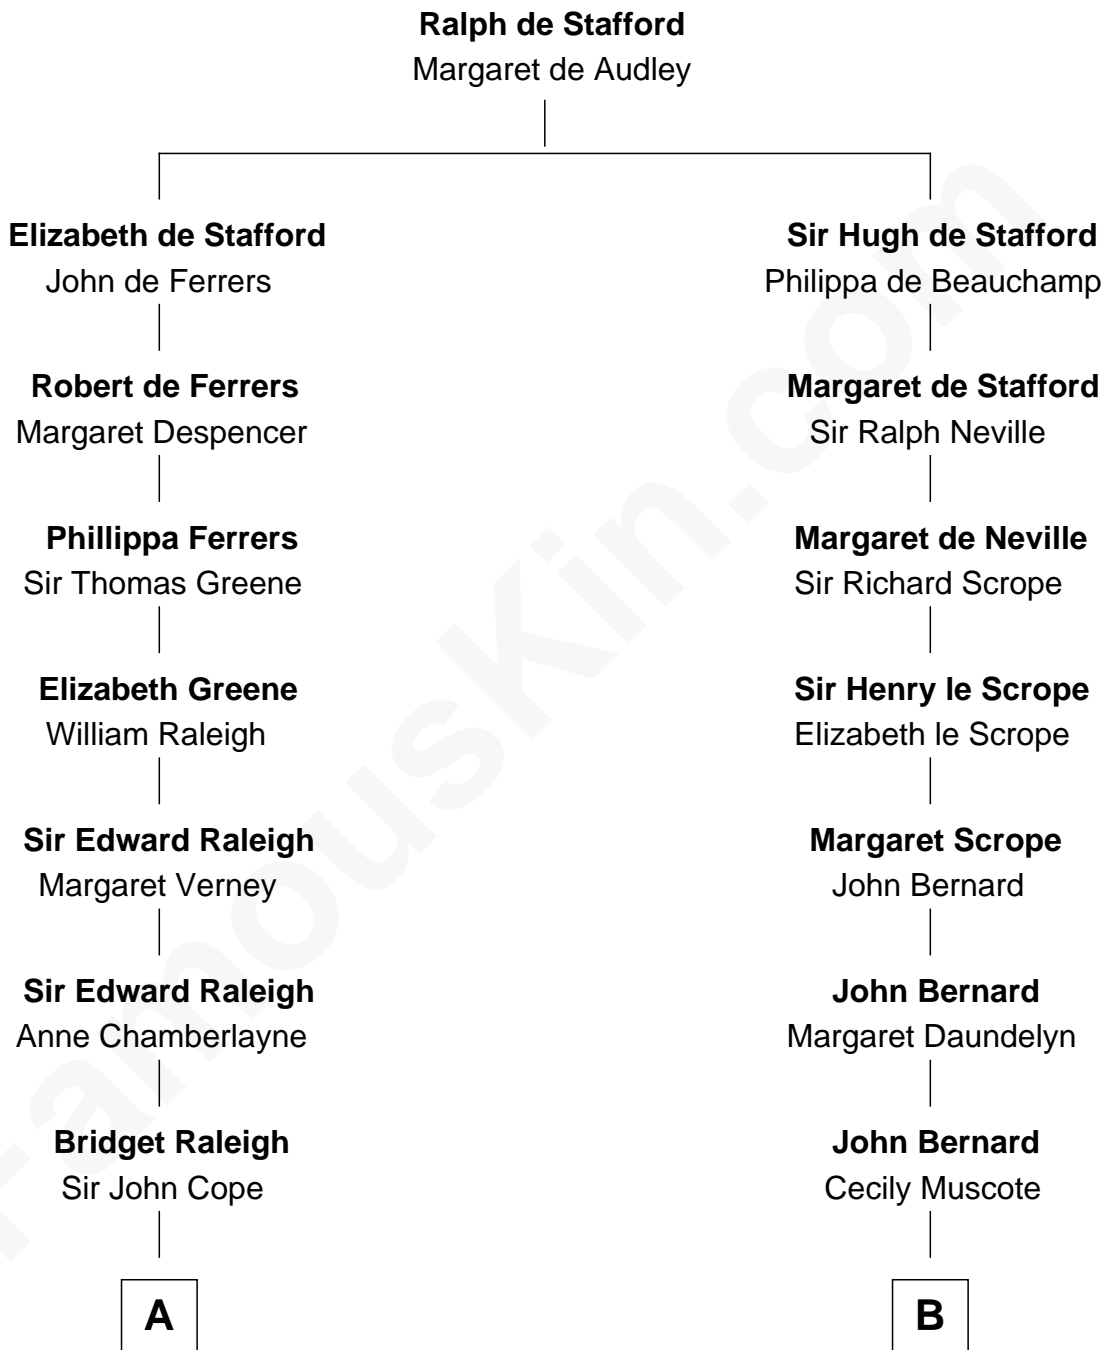 Ralph de Stafford
Margaret de Audley
Elizabeth de Stafford
John de Ferrers
Sir Hugh de Stafford
Philippa de Beauchamp
Robert de Ferrers
Margaret Despencer
Margaret de Stafford
Sir Ralph Neville
Phillippa Ferrers
Sir Thomas Greene
Margaret de Neville
Sir Richard Scrope
Elizabeth Greene
William Raleigh
Sir Henry le Scrope
Elizabeth le Scrope
Sir Edward Raleigh
Margaret Verney
Margaret Scrope
John Bernard
Sir Edward Raleigh
Anne Chamberlayne
John Bernard
Margaret Daundelyn
Bridget Raleigh
Sir John Cope
John Bernard
Cecily Muscote
A
B
FamousKin.com